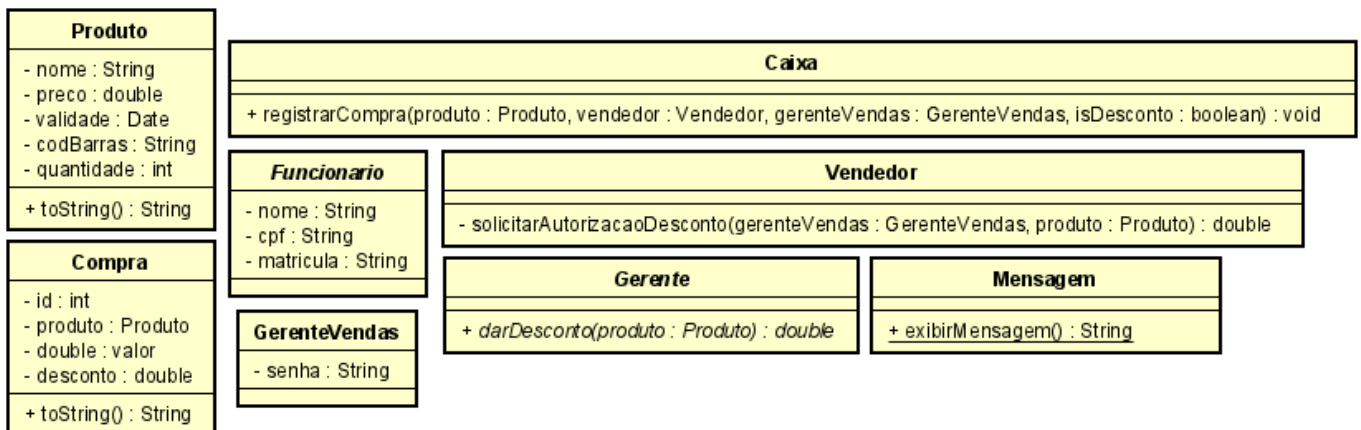 Produto
- nome : String
- preco : double
- validade : Date
- codBarras : String
- quantidade : int
+ toString() : String
Compra
- id : int
- produto : Produto
- double : valor
- desconto : double
+ toString() : String
Caixa
+ registrarCompra(produto : Produto, vendedor : Vendedor, gerenteVendas : GerenteVendas, isDesconto : boolean) : void
Funcionario
- nome : String
- cpf : String
- matricula : String
Vendedor
- solicitarAutorizacaoDesconto(gerenteVendas : GerenteVendas, produto : Produto) : double
GerenteVendas
- senha : String
Gerente
+ darDesconto(produto : Produto) : double
Mensagem
+ exibirMensagem() : String